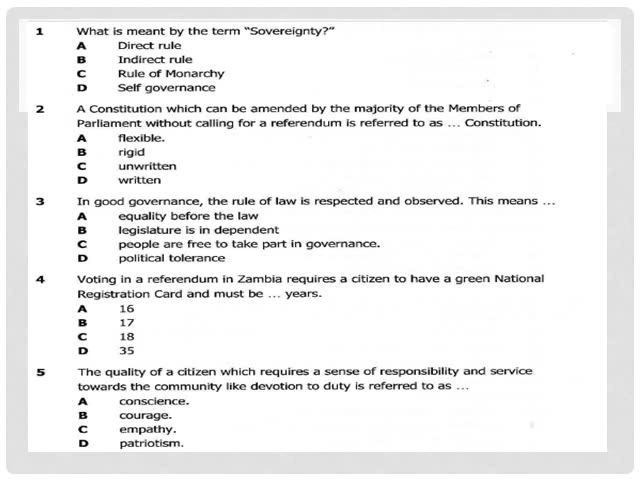 1 What is meant by the term “Sovereignty?”
A Direct rule
B Indirect rule
C Rule of Monarchy
D Self governance
2 A Constitution which can be amended by the majority of the Members of
Parliament without calling for a referendum is referred to as ... Constitution.
A flexible.
B rigid
C unwritten
D written
3 In good governance, the rule of law is respected and observed. This means ...
A equality before the law
B legislature is in dependent
C people are free to take part in governance.
D political tolerance
4 Voting in a referendum in Zambia requires a citizen to have a green National
Registration Card and must be ... years.
A 16
B 17
C 18
D 35
5 The quality of a citizen which requires a sense of responsibility and service
towards the community like devotion to duty is referred to as ...
A conscience.
B courage.
C empathy.
D patriotism.